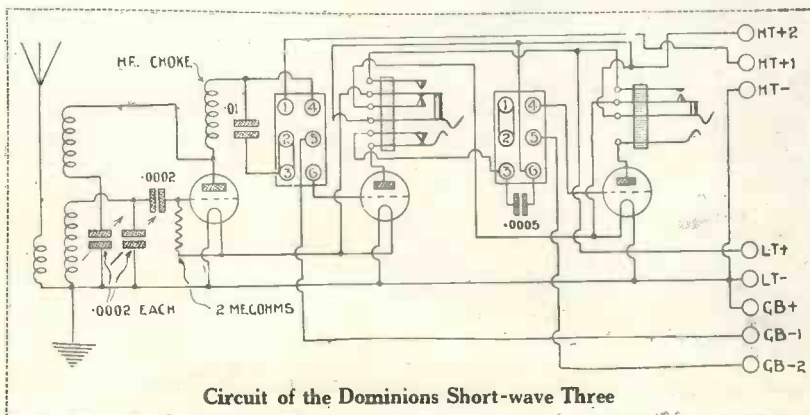 HT+2
HT+1
HT-
H.F. CHOKE
.01
1 4
2 5
3 6
1 4
2 5
3 6
.0002
.0005
.0002 EACH
2 MEGOHMS
LT+
LT-
GB+
GB-1
GB-2
Circuit of the Dominions Short-wave Three